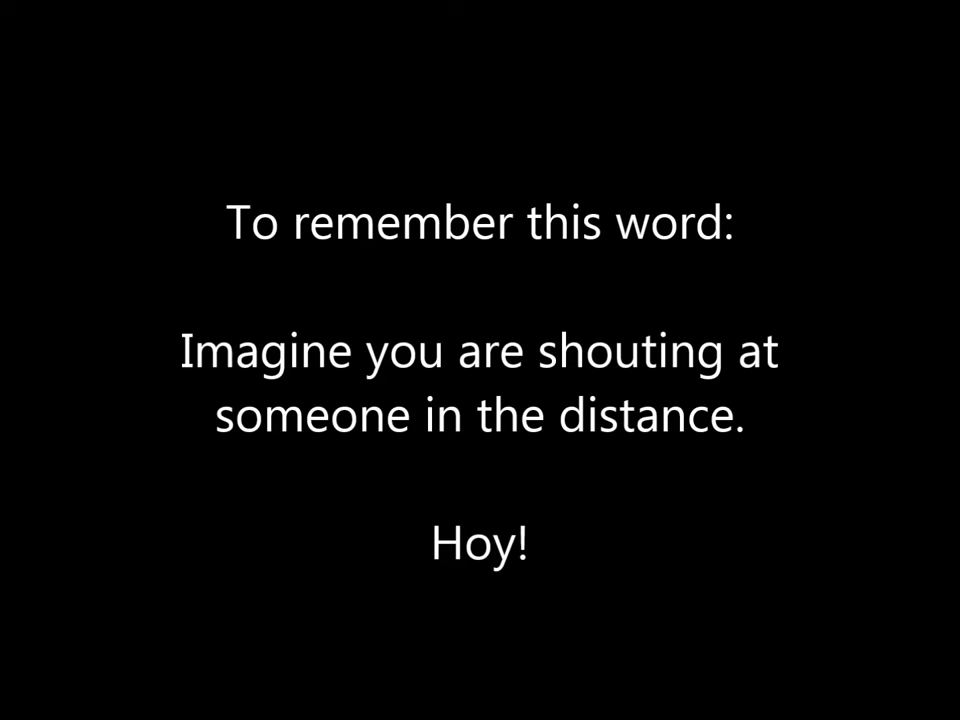 To remember this word:
Imagine you are shouting at
someone in the distance.
Hoy!